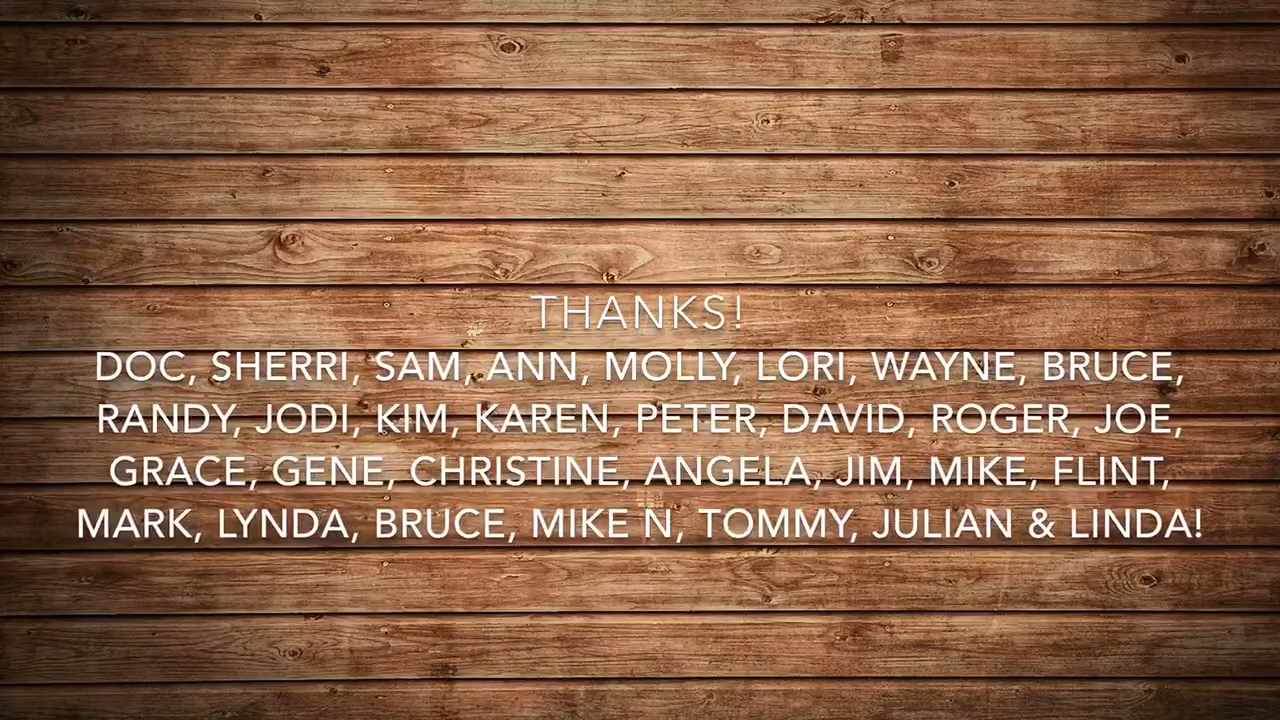 THANKS!
DOC, SHERRI, SAM, ANN, MOLLY, LORI, WAYNE, BRUCE,
RANDY, JODI, KIM, KAREN, PETER, DAVID, ROGER, JOE,
GRACE, GENE, CHRISTINE, ANGELA, JIM, MIKE, FLINT,
MARK, LYNDA, BRUCE, MIKE N, TOMMY, JULIAN & LINDA!